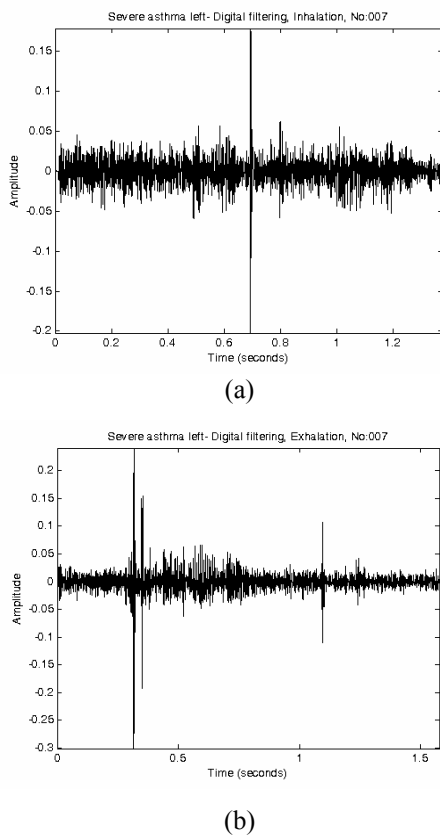 Severe asthma left- Digital filtering, Inhalation, No:007
0.15
0.1
0.05
0
-0.05
-0.1
-0.15
-0.2
Amplitude
0 0.2 0.4 0.6 0.8 1 1.2
Time (seconds)
(a)
Severe asthma left- Digital filtering, Exhalation, No:007
0.2
0.15
0.1
0.05
0
-0.05
-0.1
-0.15
-0.2
-0.25
-0.3
Amplitude
0 0.5 1 1.5
Time (seconds)
(b)